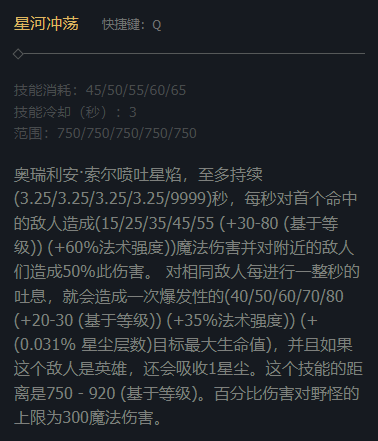 星河冲荡 快捷键：Q
技能消耗：45/50/55/60/65
技能冷却（秒）：3
范围：750/750/750/750/750
奥瑞利安·索尔喷吐星焰，至多持续
(3.25/3.25/3.25/3.25/9999)秒，每秒对首个命中
的敌人造成(15/25/35/45/55 (+30-80 (基于等
级)) (+60%法术强度))魔法伤害并对附近的敌人
们造成50%此伤害。 对相同敌人每进行一整秒的
吐息，就会造成一次爆发性的(40/50/60/70/80
(+20-30 (基于等级)) (+35%法术强度)) (+
(0.031% 星尘层数)目标最大生命值)，并且如果
这个敌人是英雄，还会吸收1星尘。这个技能的距
离是750 - 920 (基于等级)。百分比伤害对野怪的
上限为300魔法伤害。